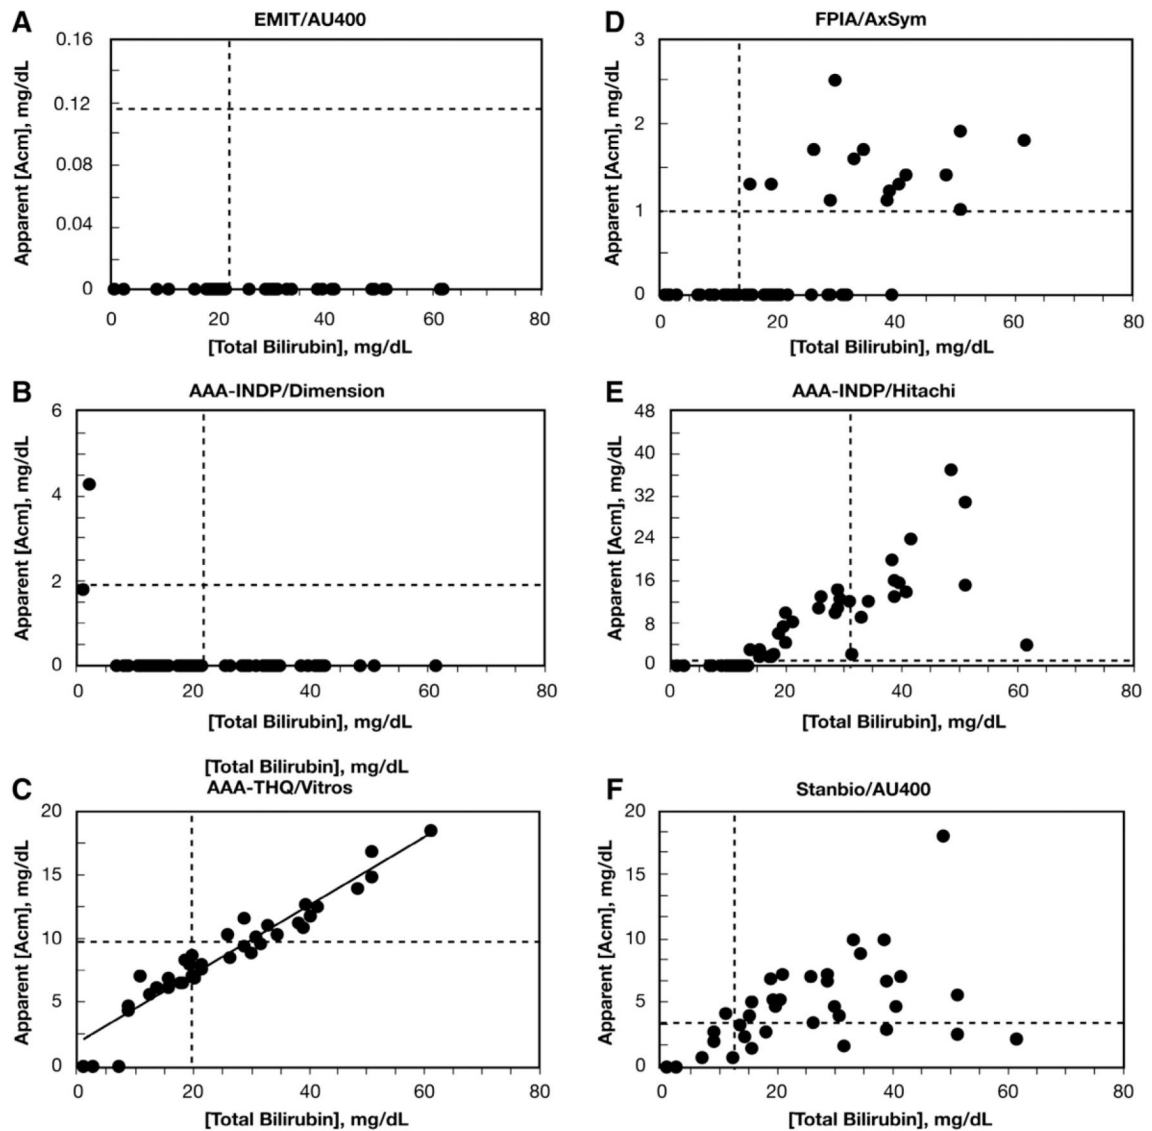 A
EMIT/AU400
0.16
0.12
0.08
0.04
0
Apparent [Acm], mg/dL
0 20 40 60 80
[Total Bilirubin], mg/dL
D
FPIA/AxSym
3
2
1
0
Apparent [Acm], mg/dL
0 20 40 60 80
[Total Bilirubin], mg/dL
B
AAA-INDP/Dimension
6
4
2
0
Apparent [Acm], mg/dL
0 20 40 60 80
[Total Bilirubin], mg/dL
E
AAA-INDP/Hitachi
48
40
32
24
16
8
0
Apparent [Acm], mg/dL
0 20 40 60 80
[Total Bilirubin], mg/dL
[Total Bilirubin], mg/dL
C
AAA-THQ/Vitros
20
15
10
5
0
Apparent [Acm], mg/dL
0 20 40 60 80
[Total Bilirubin], mg/dL
F
Stanbio/AU400
20
15
10
5
0
Apparent [Acm], mg/dL
0 20 40 60 80
[Total Bilirubin], mg/dL